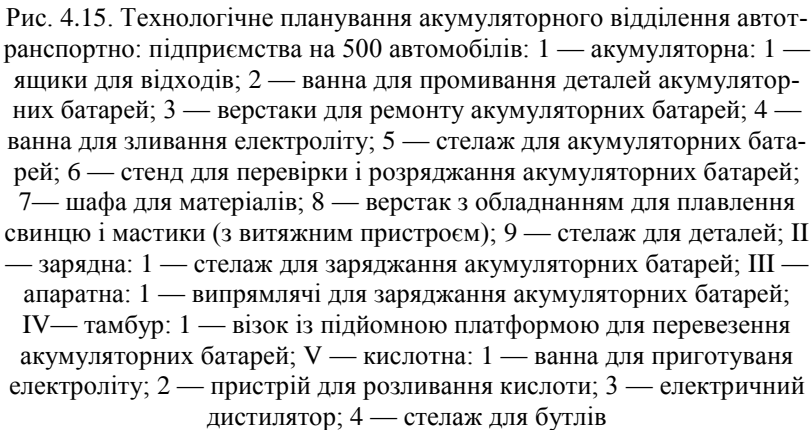 Рис. 4.15. Технологічне планування акумуляторного відділення автот-
ранспортно: підприємства на 500 автомобілів: 1 — акумуляторна: 1 —
ящики для відходів; 2 — ванна для промивання деталей акумулятор-
них батарей; 3 — верстаки для ремонту акумуляторних батарей; 4 —
ванна для зливання електроліту; 5 — стелаж для акумуляторних бата-
рей; 6 — стенд для перевірки і розряджання акумуляторних батарей;
7— шафа для матеріалів; 8 — верстак з обладнанням для плавлення
свинцю і мастики (з витяжним пристроєм); 9 — стелаж для деталей; II
— зарядна: 1 — стелаж для заряджання акумуляторних батарей; III —
апаратна: 1 — випрямлячі для заряджання акумуляторних батарей;
IV— тамбур: 1 — візок із підйомною платформою для перевезення
акумуляторних батарей; V — кислотна: 1 — ванна для приготуваня
електроліту; 2 — пристрій для розливання кислоти; 3 — електричний
дистилятор; 4 — стелаж для бутлів